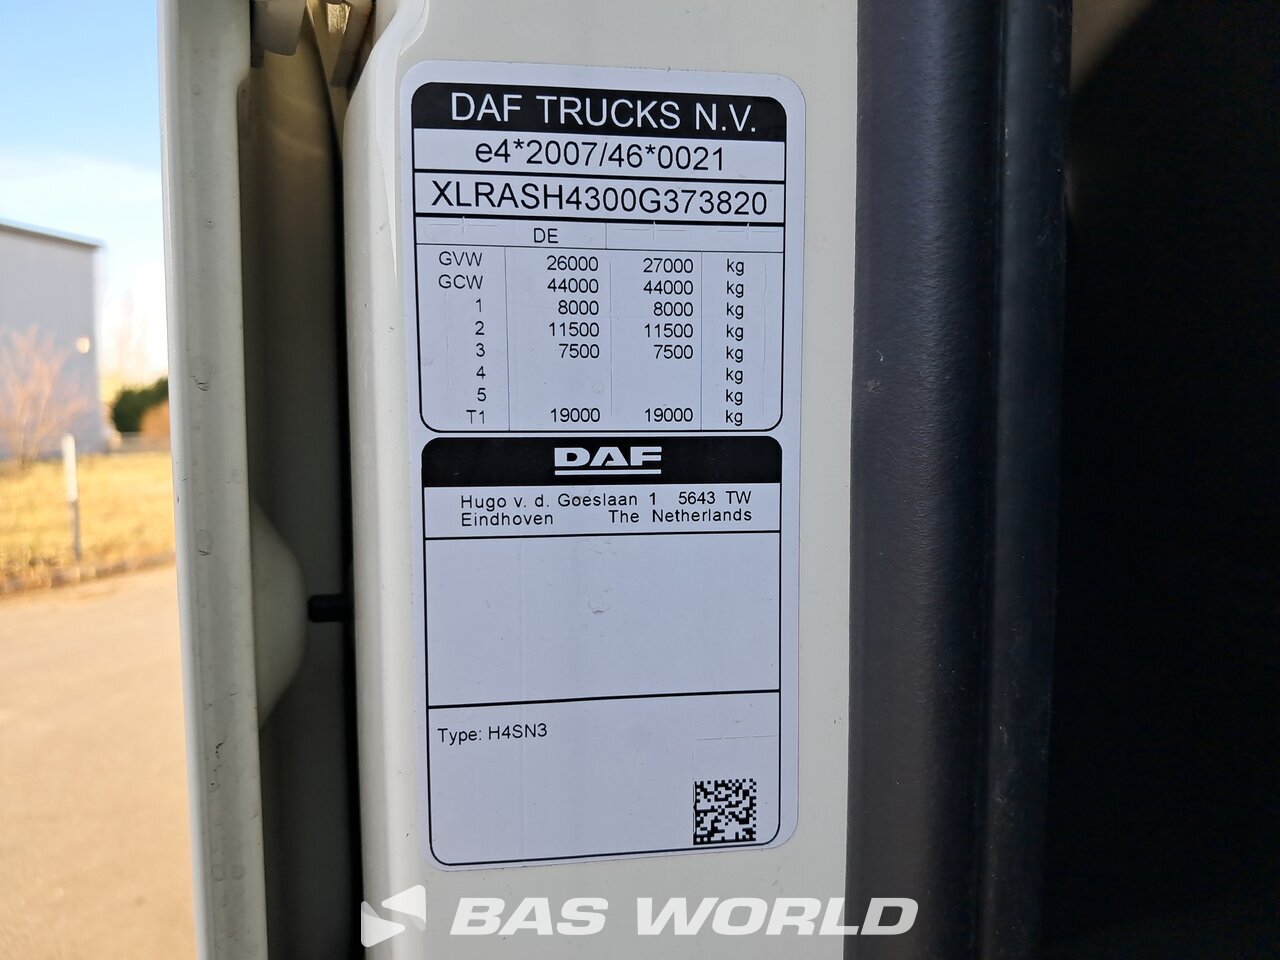 DAF TRUCKS N.V.
e4*2007/46*0021
XLRASH4300G373820
DE
GVW 26000 27000 kg
GCW 44000 44000 kg
1 8000 8000 kg
2 11500 11500 kg
3 7500 7500 kg
4 kg
5 kg
T1 19000 19000 kg
DAF
Hugo v. d. Goeslaan 1 5643 TW
Eindhoven The Netherlands
Type: H4SN3
BAS WORLD